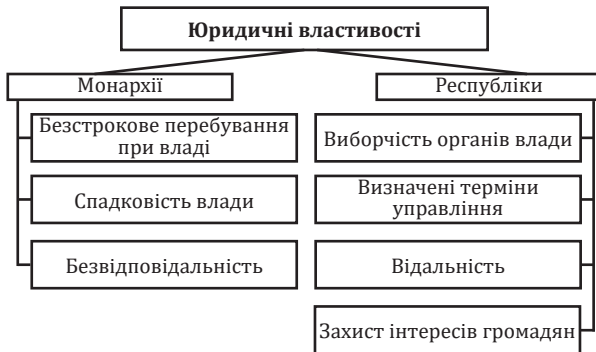 Юридичні властивості
Монархії
Безстрокове перебування
при владі
Спадковість влади
Безвідповідальність
Республіки
Виборчість органів влади
Визначені терміни
управління
Відальність
Захист інтересів громадян